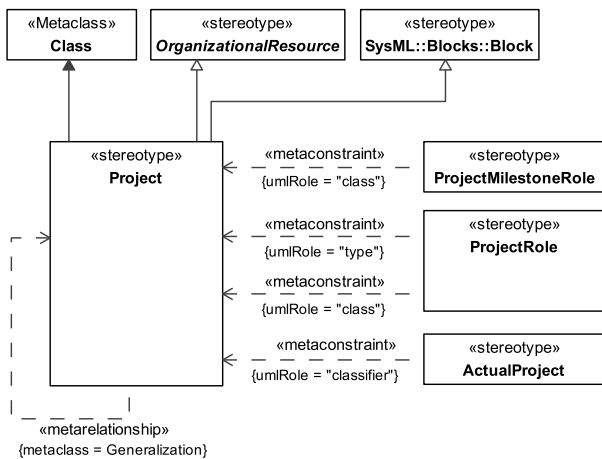 «Metaclass»
Class
«stereotype»
OrganizationalResource
«stereotype»
SysML::Blocks::Block
«stereotype»
Project
«metaconstraint»
{umlRole = "class"}
«stereotype»
ProjectMilestoneRole
«metaconstraint»
{umlRole = "type"}
«stereotype»
ProjectRole
«metaconstraint»
{umlRole = "class"}
«metaconstraint»
{umlRole = "classifier"}
«stereotype»
ActualProject
«metarelationship»
{metaclass = Generalization}